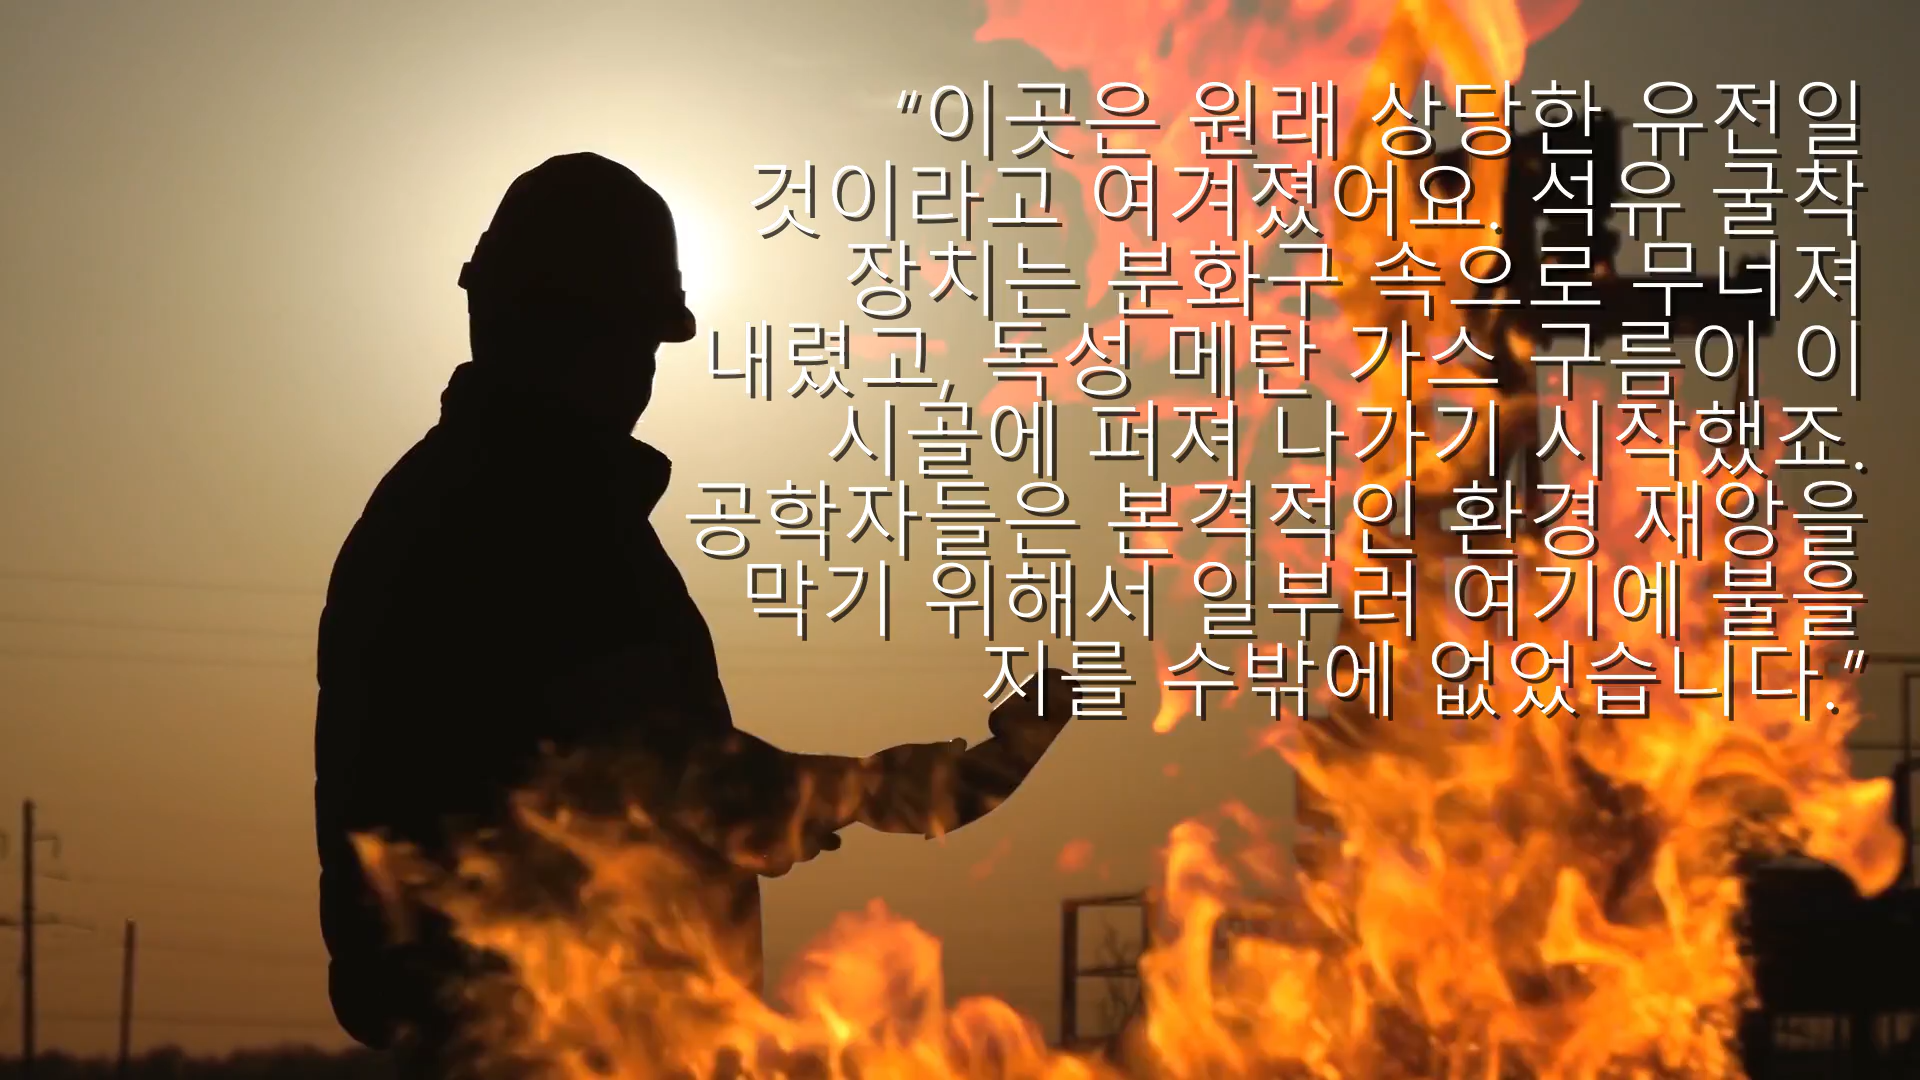 “이곳은 원래 상당한 유전일
것이라고 여겨졌어요. 석유 굴착
장치는 분화구 속으로 무너져
내렸고, 독성 메탄 가스 구름이 이
시골에 퍼져 나가기 시작했죠.
공학자들은 본격적인 환경 재앙을
막기 위해서 일부러 여기에 불을
지를 수밖에 없었습니다.”